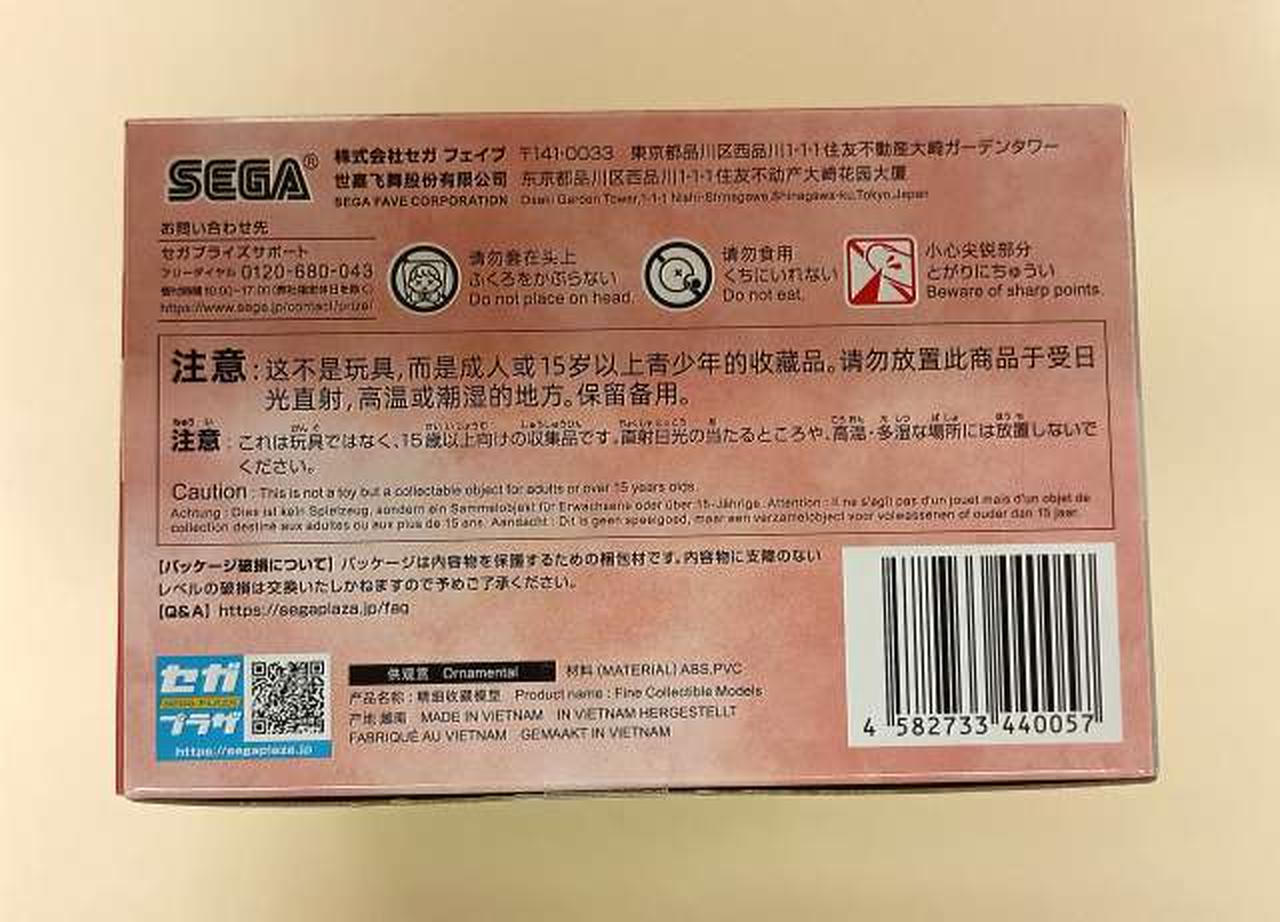 SEGA®
株式会社セガ フェイブ 〒141-0033 東京都品川区西品川1-1-1住友不動産大崎ガーデンタワー
世嘉飞舞股份有限公司 东京都品川区西品川1-1-1住友不动产大崎花园大厦
SEGA FAVE CORPORATION Osaki Garden Tower,1-1-1 Nishi-Shinagawa,Shinagawa-ku,Tokyo,Japan
お問い合わせ先
セガプライズサポート
フリーダイヤル 0120-680-043
受付時間 10:00~17:00(弊社指定休日を除く)
https://www.sega.jp/contact/prize/
请勿套在头上
ふくろをかぶらない
Do not place on head.
请勿食用
くちにいれない
Do not eat.
小心尖锐部分
とがりにちゅうい
Beware of sharp points.
注意:这不是玩具,而是成人或15岁以上青少年的收藏品。请勿放置此商品于受日
光直射,高温或潮湿的地方。保留备用。
注意:これは玩具ではなく、15歳以上向けの収集品です。直射日光の当たるところや、高温・多湿な場所には放置しないで
ください。
Caution : This is not a toy but a collectable object for adults or over 15 years olds.
Achtung : Dies ist kein Spielzeug, sondern ein Sammelobjekt für Erwachsene oder über 15-Jährige. Attention : Il ne s'agit pas d'un jouet mais d'un objet de
collection destiné aux adultes ou aux plus de 15 ans. Aandacht : Dit is geen speelgoed, maar een verzamelobject voor volwassenen of ouder dan 15 jaar.
【パッケージ破損について】パッケージは内容物を保護するための梱包材です。内容物に支障のない
レベルの破損は交換いたしかねますので予めご了承ください。
【Q&A】https://segaplaza.jp/faq
セガ
SEGA PLAZA
プラザ
https://segaplaza.jp
供观赏 Ornamental 材料 (MATERIAL) ABS,PVC
产品名称 : 精细收藏模型 Product name : Fine Collectible Models
产地 越南 MADE IN VIETNAM IN VIETNAM HERGESTELLT
FABRIQUÉ AU VIETNAM GEMAAKT IN VIETNAM
4 582733 440057